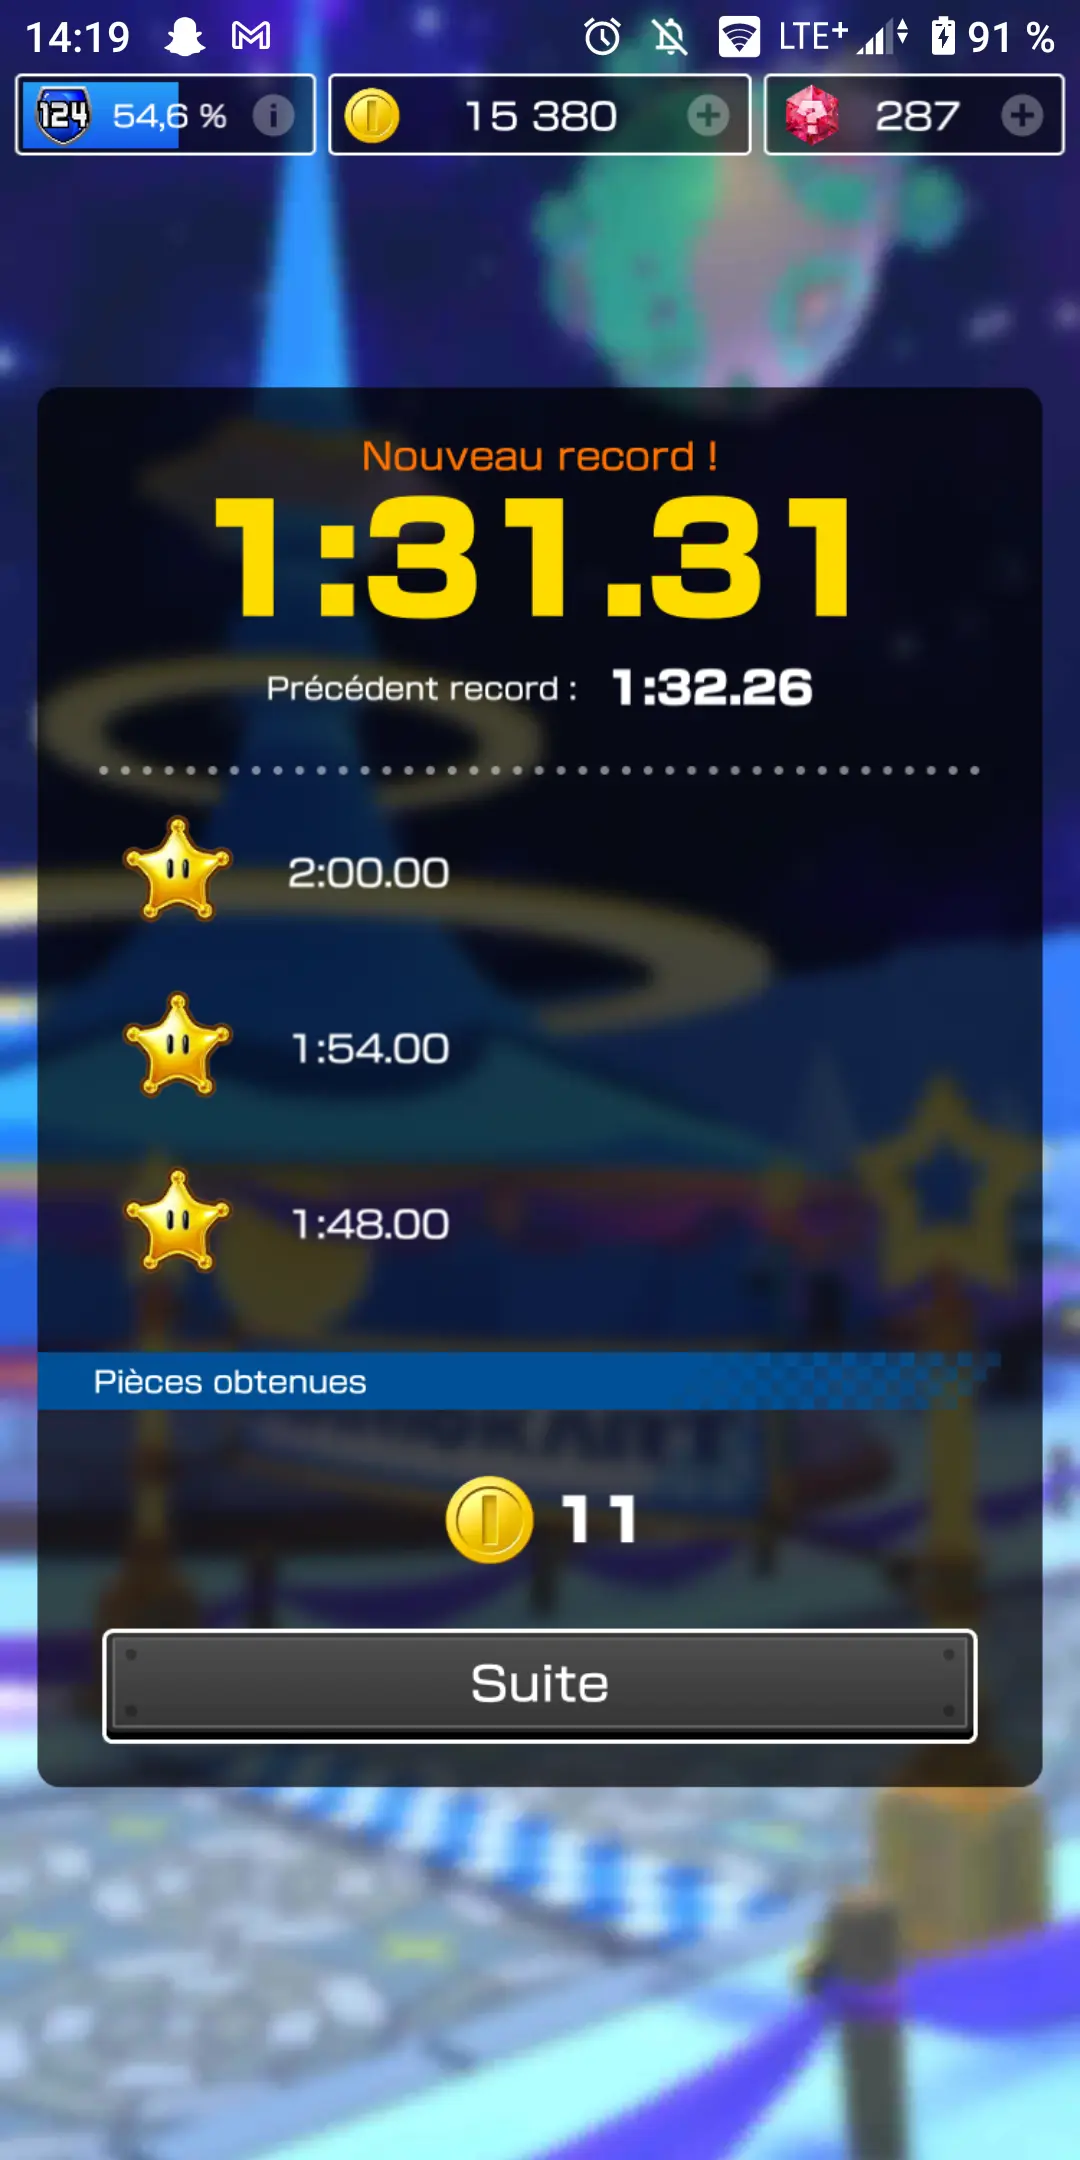 14:19 LTE+ 91 %
124 54,6 % 15 380 287
Nouveau record !
1:31.31
Précédent record : 1:32.26
2:00.00
1:54.00
1:48.00
Pièces obtenues
11
Suite